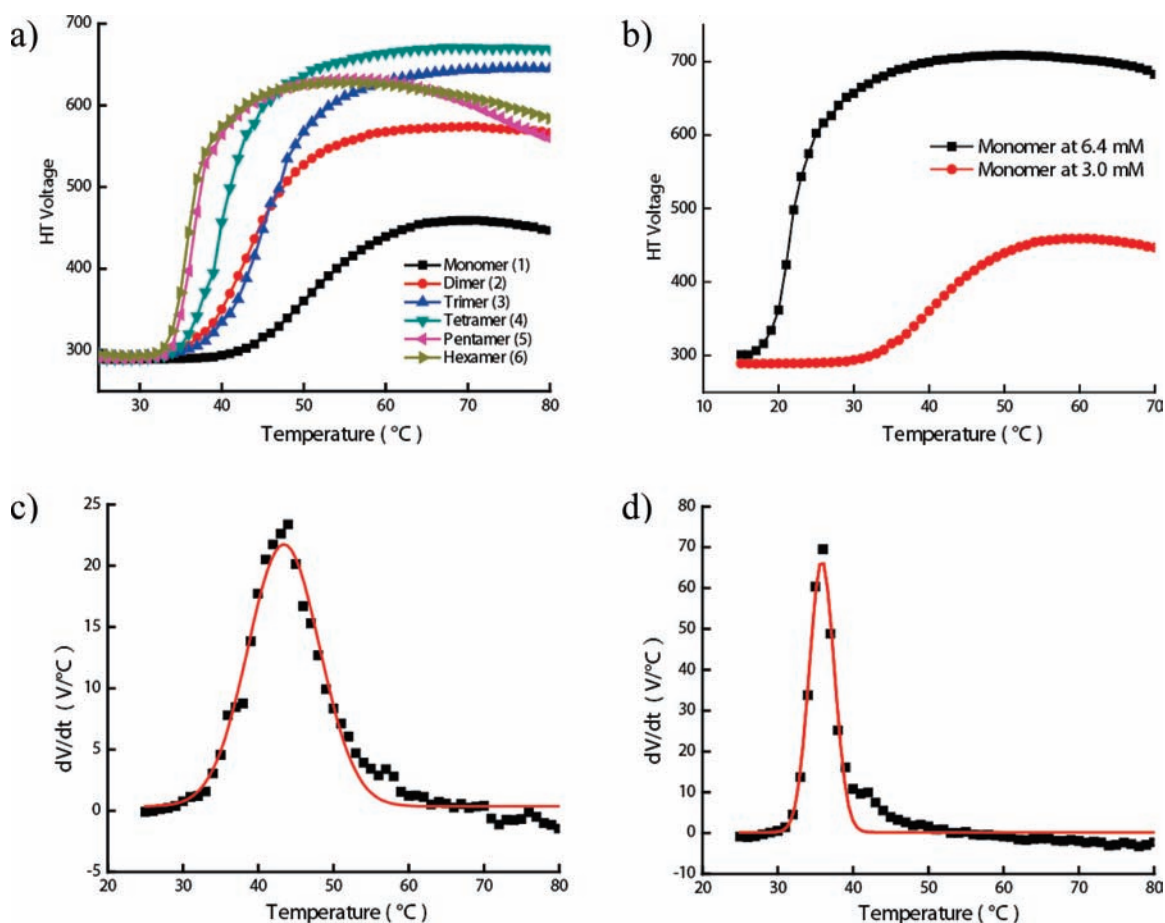 a)
700
600
500
400
300
HT Voltage
30 40 50 60 70 80
Temperature ( °C )
Monomer (1)
Dimer (2)
Trimer (3)
Tetramer (4)
Pentamer (5)
Hexamer (6)
b)
700
600
500
400
300
HT Voltage
10 20 30 40 50 60 70
Temperature ( °C )
Monomer at 6.4 mM
Monomer at 3.0 mM
c)
25
20
15
10
5
0
-5
dV/dt ( V/°C )
20 30 40 50 60 70 80
Temperature ( °C )
d)
80
70
60
50
40
30
20
10
0
-10
dV/dt ( V/°C )
20 30 40 50 60 70 80
Temperature ( °C )